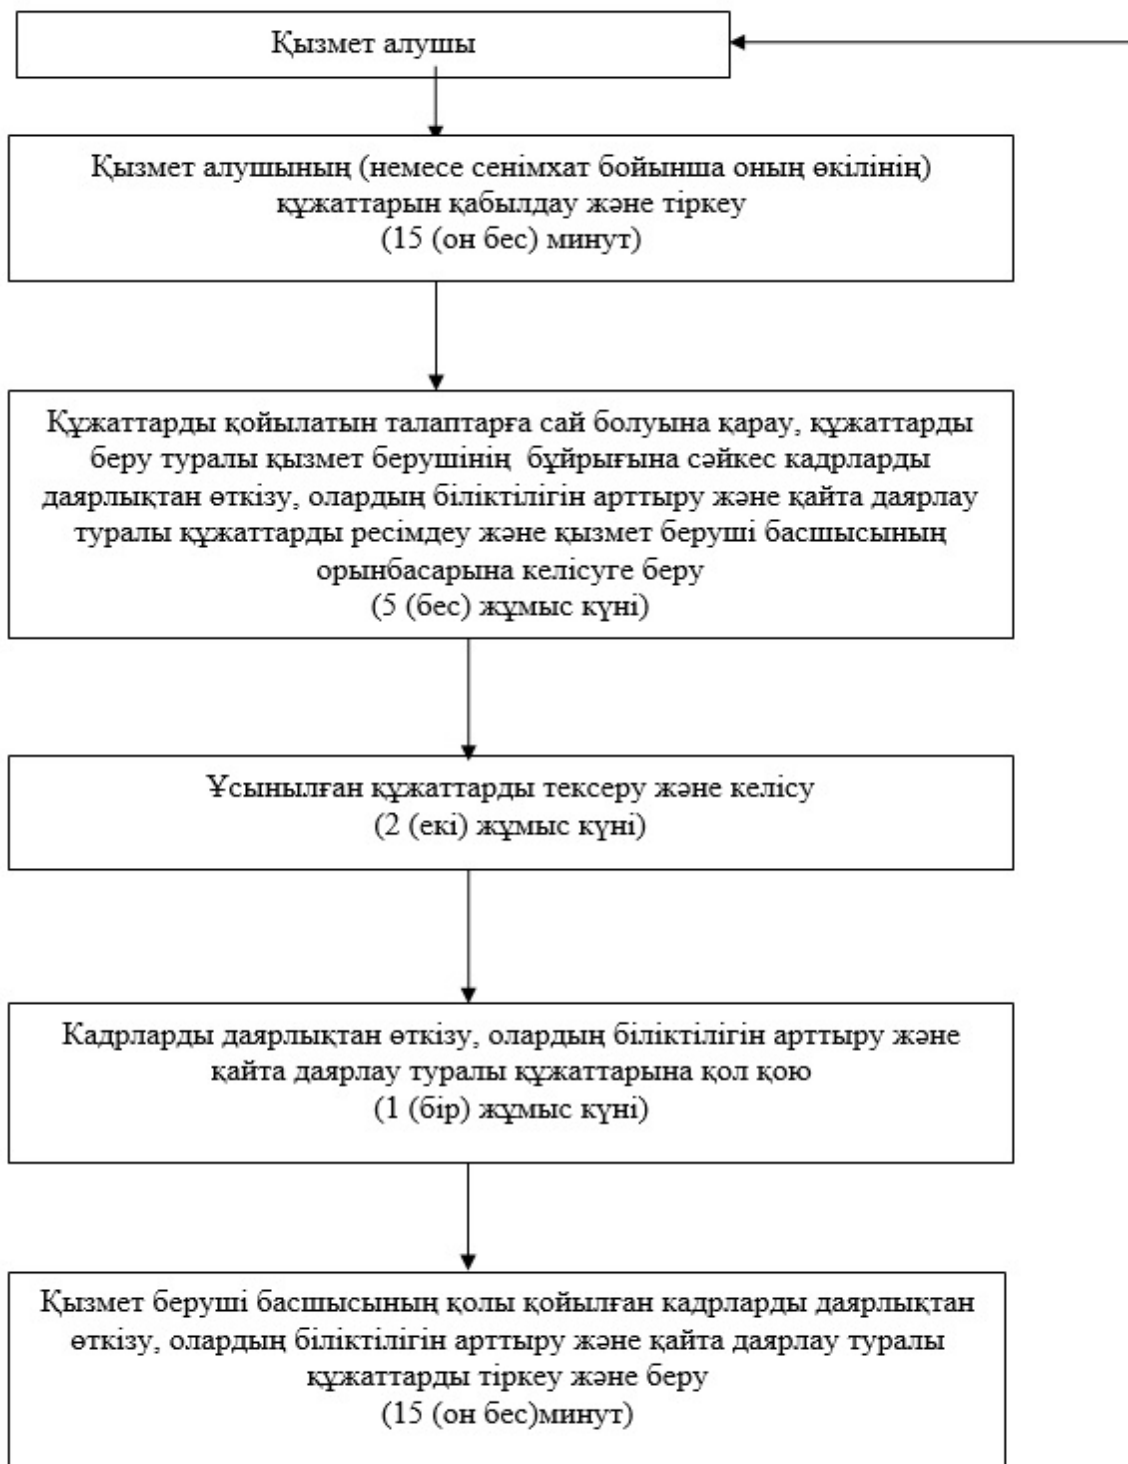 Қызмет алушы
Қызмет алушының (немесе сенімхат бойынша оның өкілінің)
құжаттарын қабылдау және тіркеу
(15 (он бес) минут)
Құжаттарды қойылатын талаптарға сай болуына қарау, құжаттарды
беру туралы қызмет берушінің бұйрығына сәйкес кадрларды
даярлықтан өткізу, олардың біліктілігін арттыру және қайта даярлау
туралы құжаттарды ресімдеу және қызмет беруші басшысының
орынбасарына келісуге беру
(5 (бес) жұмыс күні)
Ұсынылған құжаттарды тексеру және келісу
(2 (екі) жұмыс күні)
Кадрларды даярлықтан өткізу, олардың біліктілігін арттыру және
қайта даярлау туралы құжаттарына қол қою
(1 (бір) жұмыс күні)
Қызмет беруші басшысының қолы қойылған кадрларды даярлықтан
өткізу, олардың біліктілігін арттыру және қайта даярлау туралы
құжаттарды тіркеу және беру
(15 (он бес)минут)